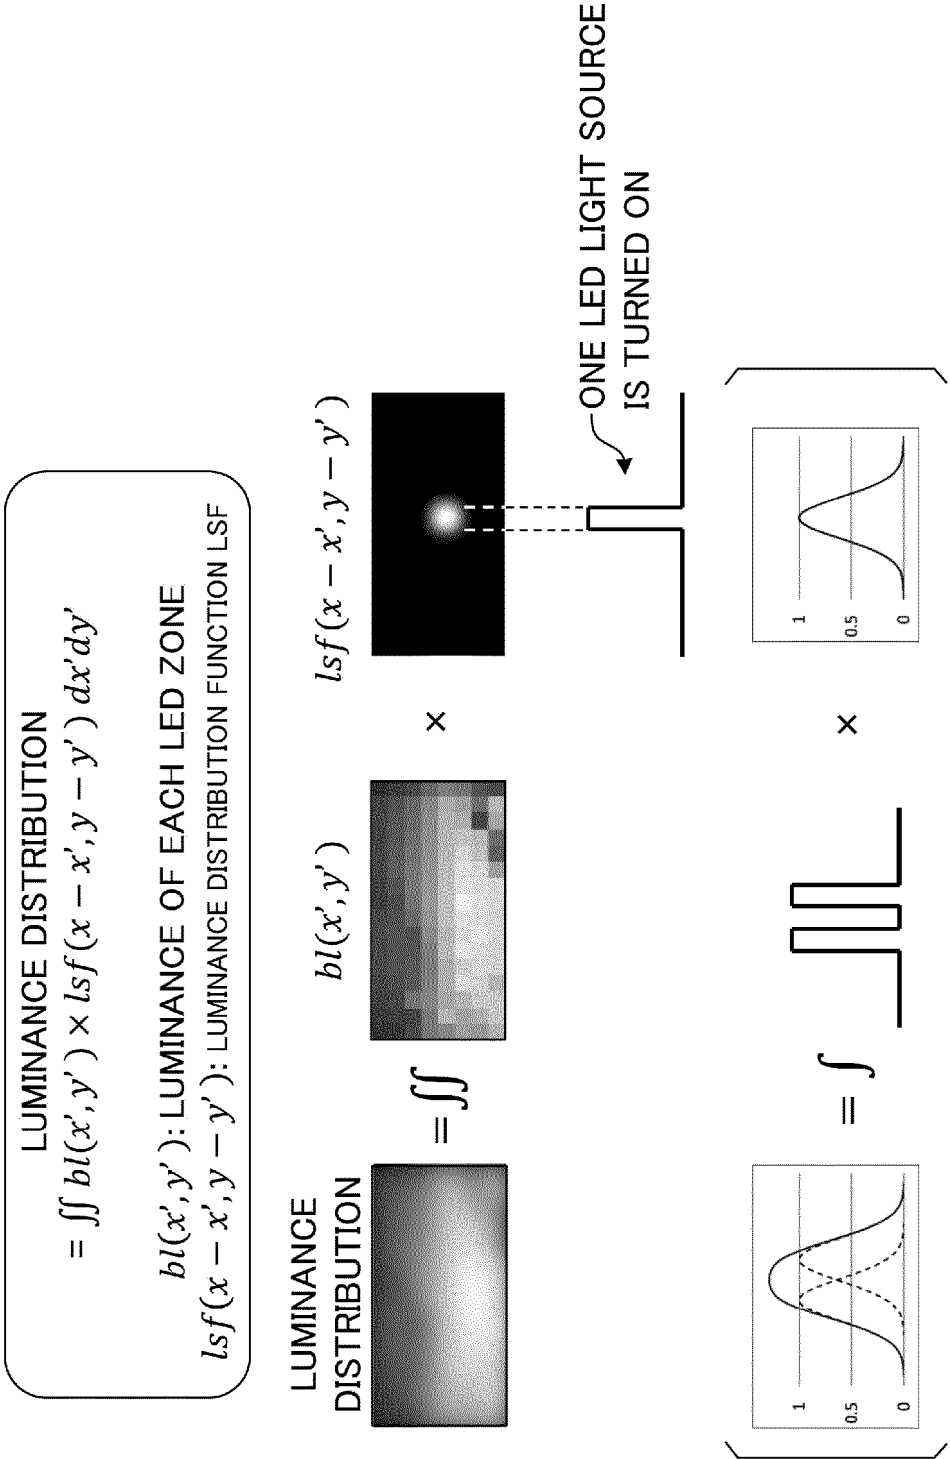 LUMINANCE DISTRIBUTION
= ∬ bl(x′, y′) × lsf(x − x′, y − y′) dx′dy′
bl(x′, y′): LUMINANCE OF EACH LED ZONE
lsf(x − x′, y − y′): LUMINANCE DISTRIBUTION FUNCTION LSF
LUMINANCE
DISTRIBUTION
= ∬
bl(x′, y′)
×
lsf(x − x′, y − y′)
ONE LED LIGHT SOURCE
IS TURNED ON
1
0.5
0
= ∫
×
1
0.5
0